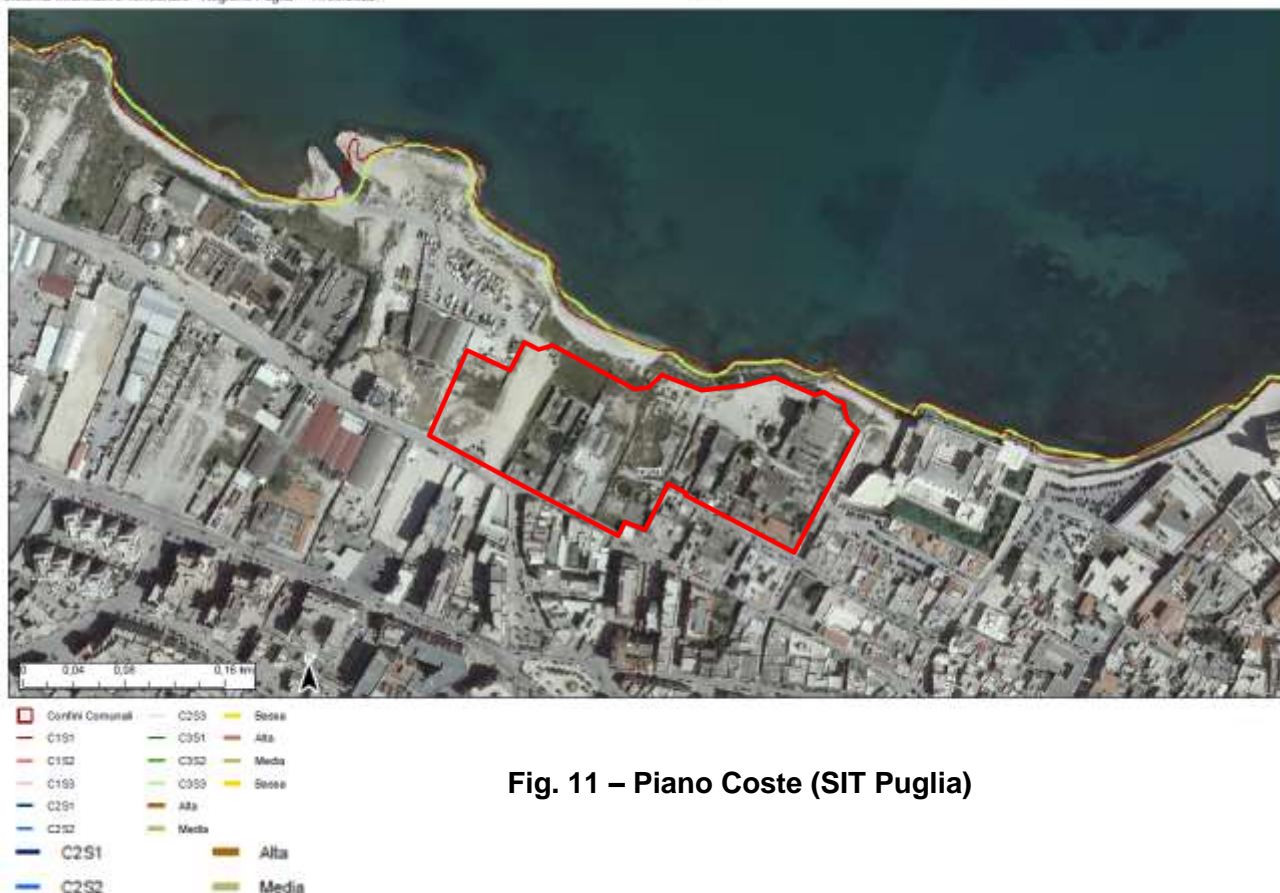 0 0,04 0,08 0,16 km
Confini Comunali C2S3 Bassa
C1S1 C3S1 Alta
C1S2 C3S2 Media
C1S3 C3S3 Bassa
C2S1 Alta
C2S2 Media
C2S1 Alta
C2S2 Media
Fig. 11 – Piano Coste (SIT Puglia)